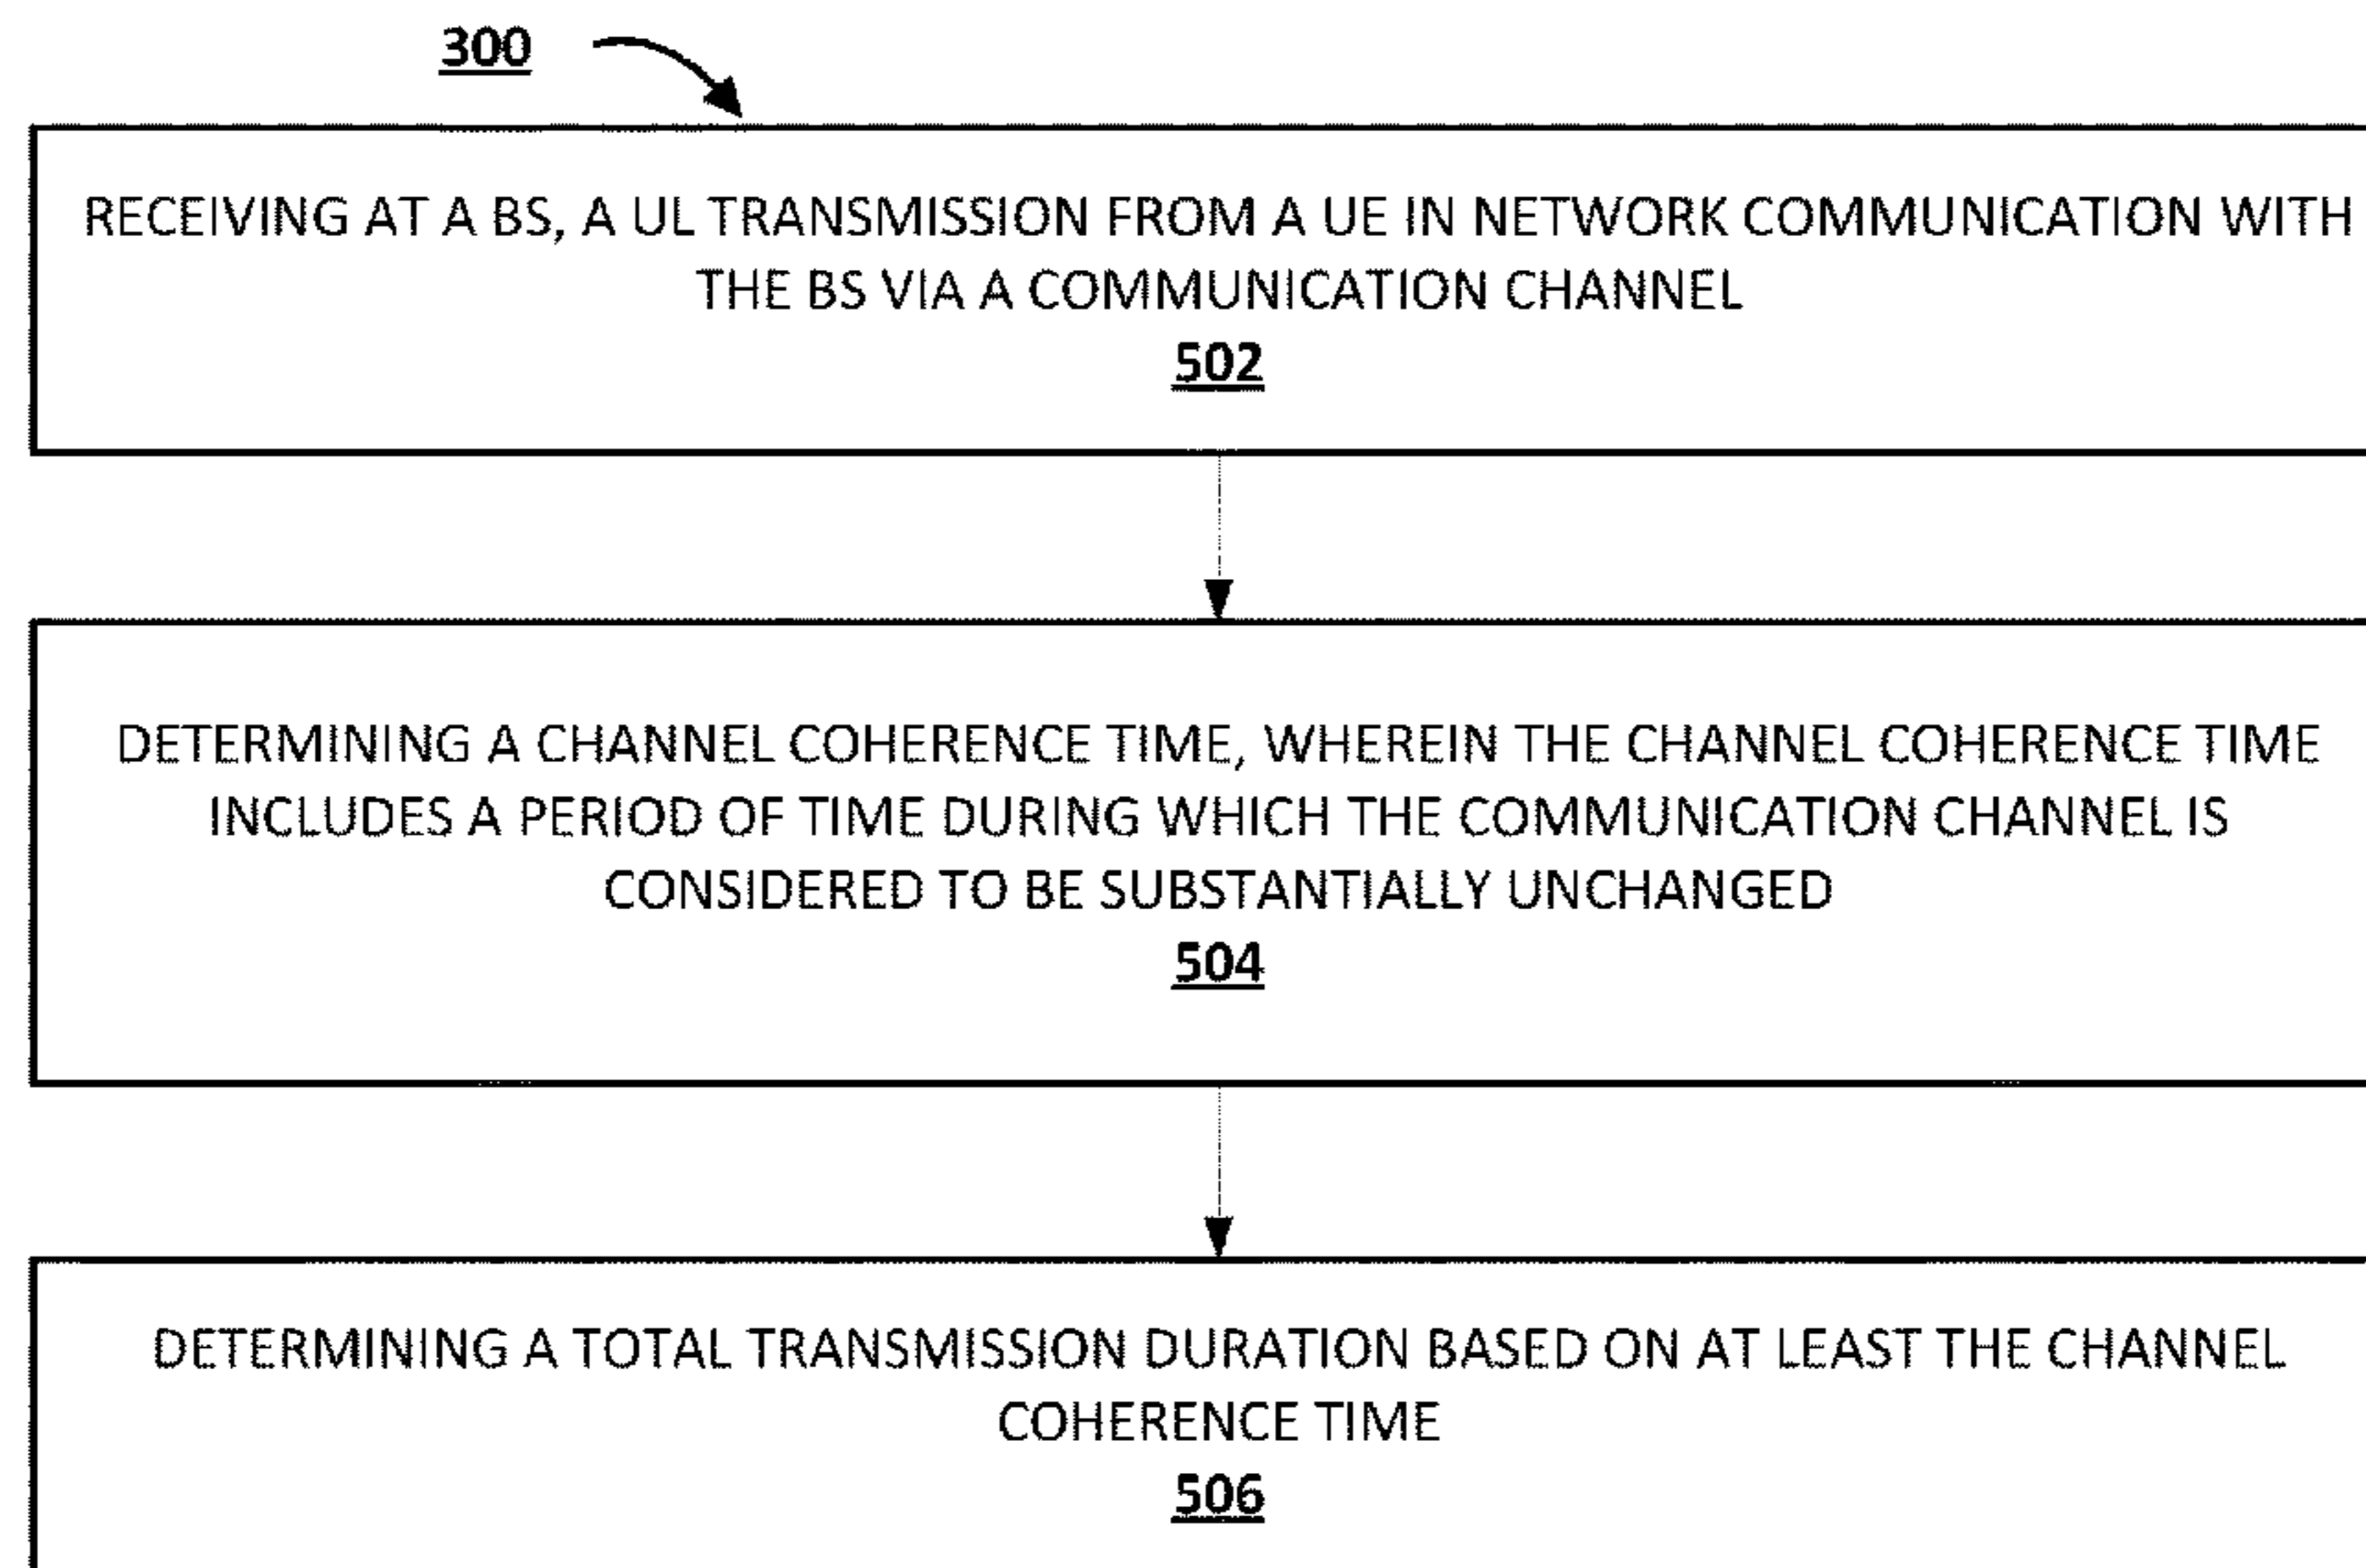 300
RECEIVING AT A BS, A UL TRANSMISSION FROM A UE IN NETWORK COMMUNICATION WITH
THE BS VIA A COMMUNICATION CHANNEL
502
DETERMINING A CHANNEL COHERENCE TIME, WHEREIN THE CHANNEL COHERENCE TIME
INCLUDES A PERIOD OF TIME DURING WHICH THE COMMUNICATION CHANNEL IS
CONSIDERED TO BE SUBSTANTIALLY UNCHANGED
504
DETERMINING A TOTAL TRANSMISSION DURATION BASED ON AT LEAST THE CHANNEL
COHERENCE TIME
506